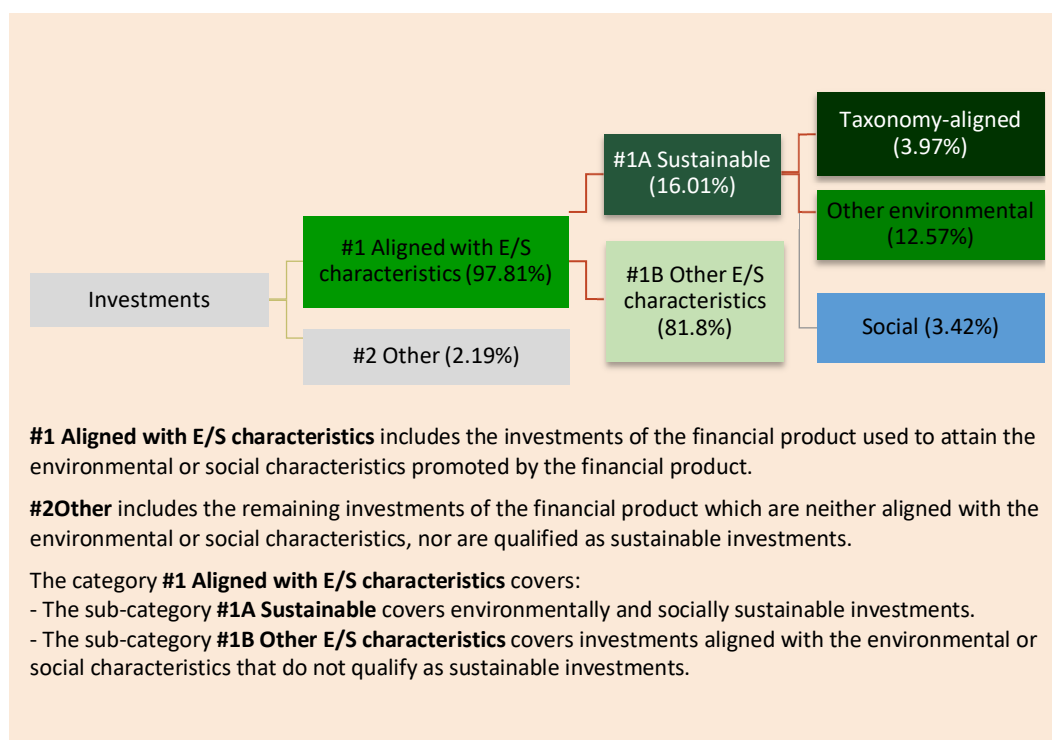 Investments
#1 Aligned with E/S
characteristics (97.81%)
#2 Other (2.19%)
#1A Sustainable
(16.01%)
#1B Other E/S
characteristics
(81.8%)
Taxonomy-aligned
(3.97%)
Other environmental
(12.57%)
Social (3.42%)
#1 Aligned with E/S characteristics includes the investments of the financial product used to attain the
environmental or social characteristics promoted by the financial product.
#2Other includes the remaining investments of the financial product which are neither aligned with the
environmental or social characteristics, nor are qualified as sustainable investments.
The category #1 Aligned with E/S characteristics covers:
- The sub-category #1A Sustainable covers environmentally and socially sustainable investments.
- The sub-category #1B Other E/S characteristics covers investments aligned with the environmental or
social characteristics that do not qualify as sustainable investments.